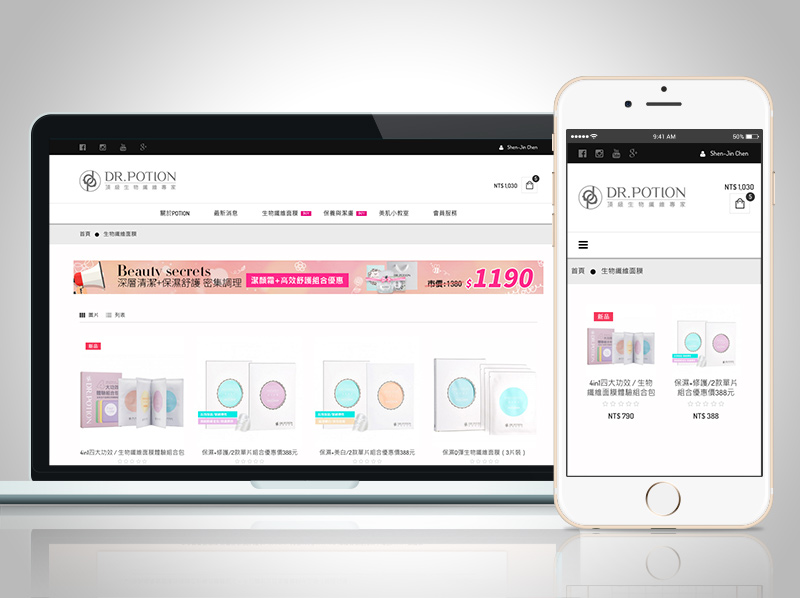 Shen-Jin Chen
DR.POTION
頂級生物纖維專家
NT$ 1,030
5
關於POTION 最新消息 生物纖維面膜 HOT 保養與潔膚 HOT 美肌小教室 會員服務
首頁 ● 生物纖維面膜
Beauty secrets
深層清潔+保濕舒護 密集調理
潔顏霜+高效舒護組合優惠
市價:1380 $1190
圖片 列表
新品
4in1四大功效 / 生物纖維面膜體驗組合包
保濕+修護/2款單片組合優惠價388元
保濕+美白/2款單片組合優惠價388元
保濕Q彈生物纖維面膜 ( 3片裝 )
9:41 AM 50%
Shen-Jin Chen
DR.POTION
頂級生物纖維專家
NT$ 1,030
5
首頁 ● 生物纖維面膜
新品
4in1四大功效 / 生物
纖維面膜體驗組合包
NT$ 790
保濕+修護/2款單片
組合優惠價388元
NT$ 388